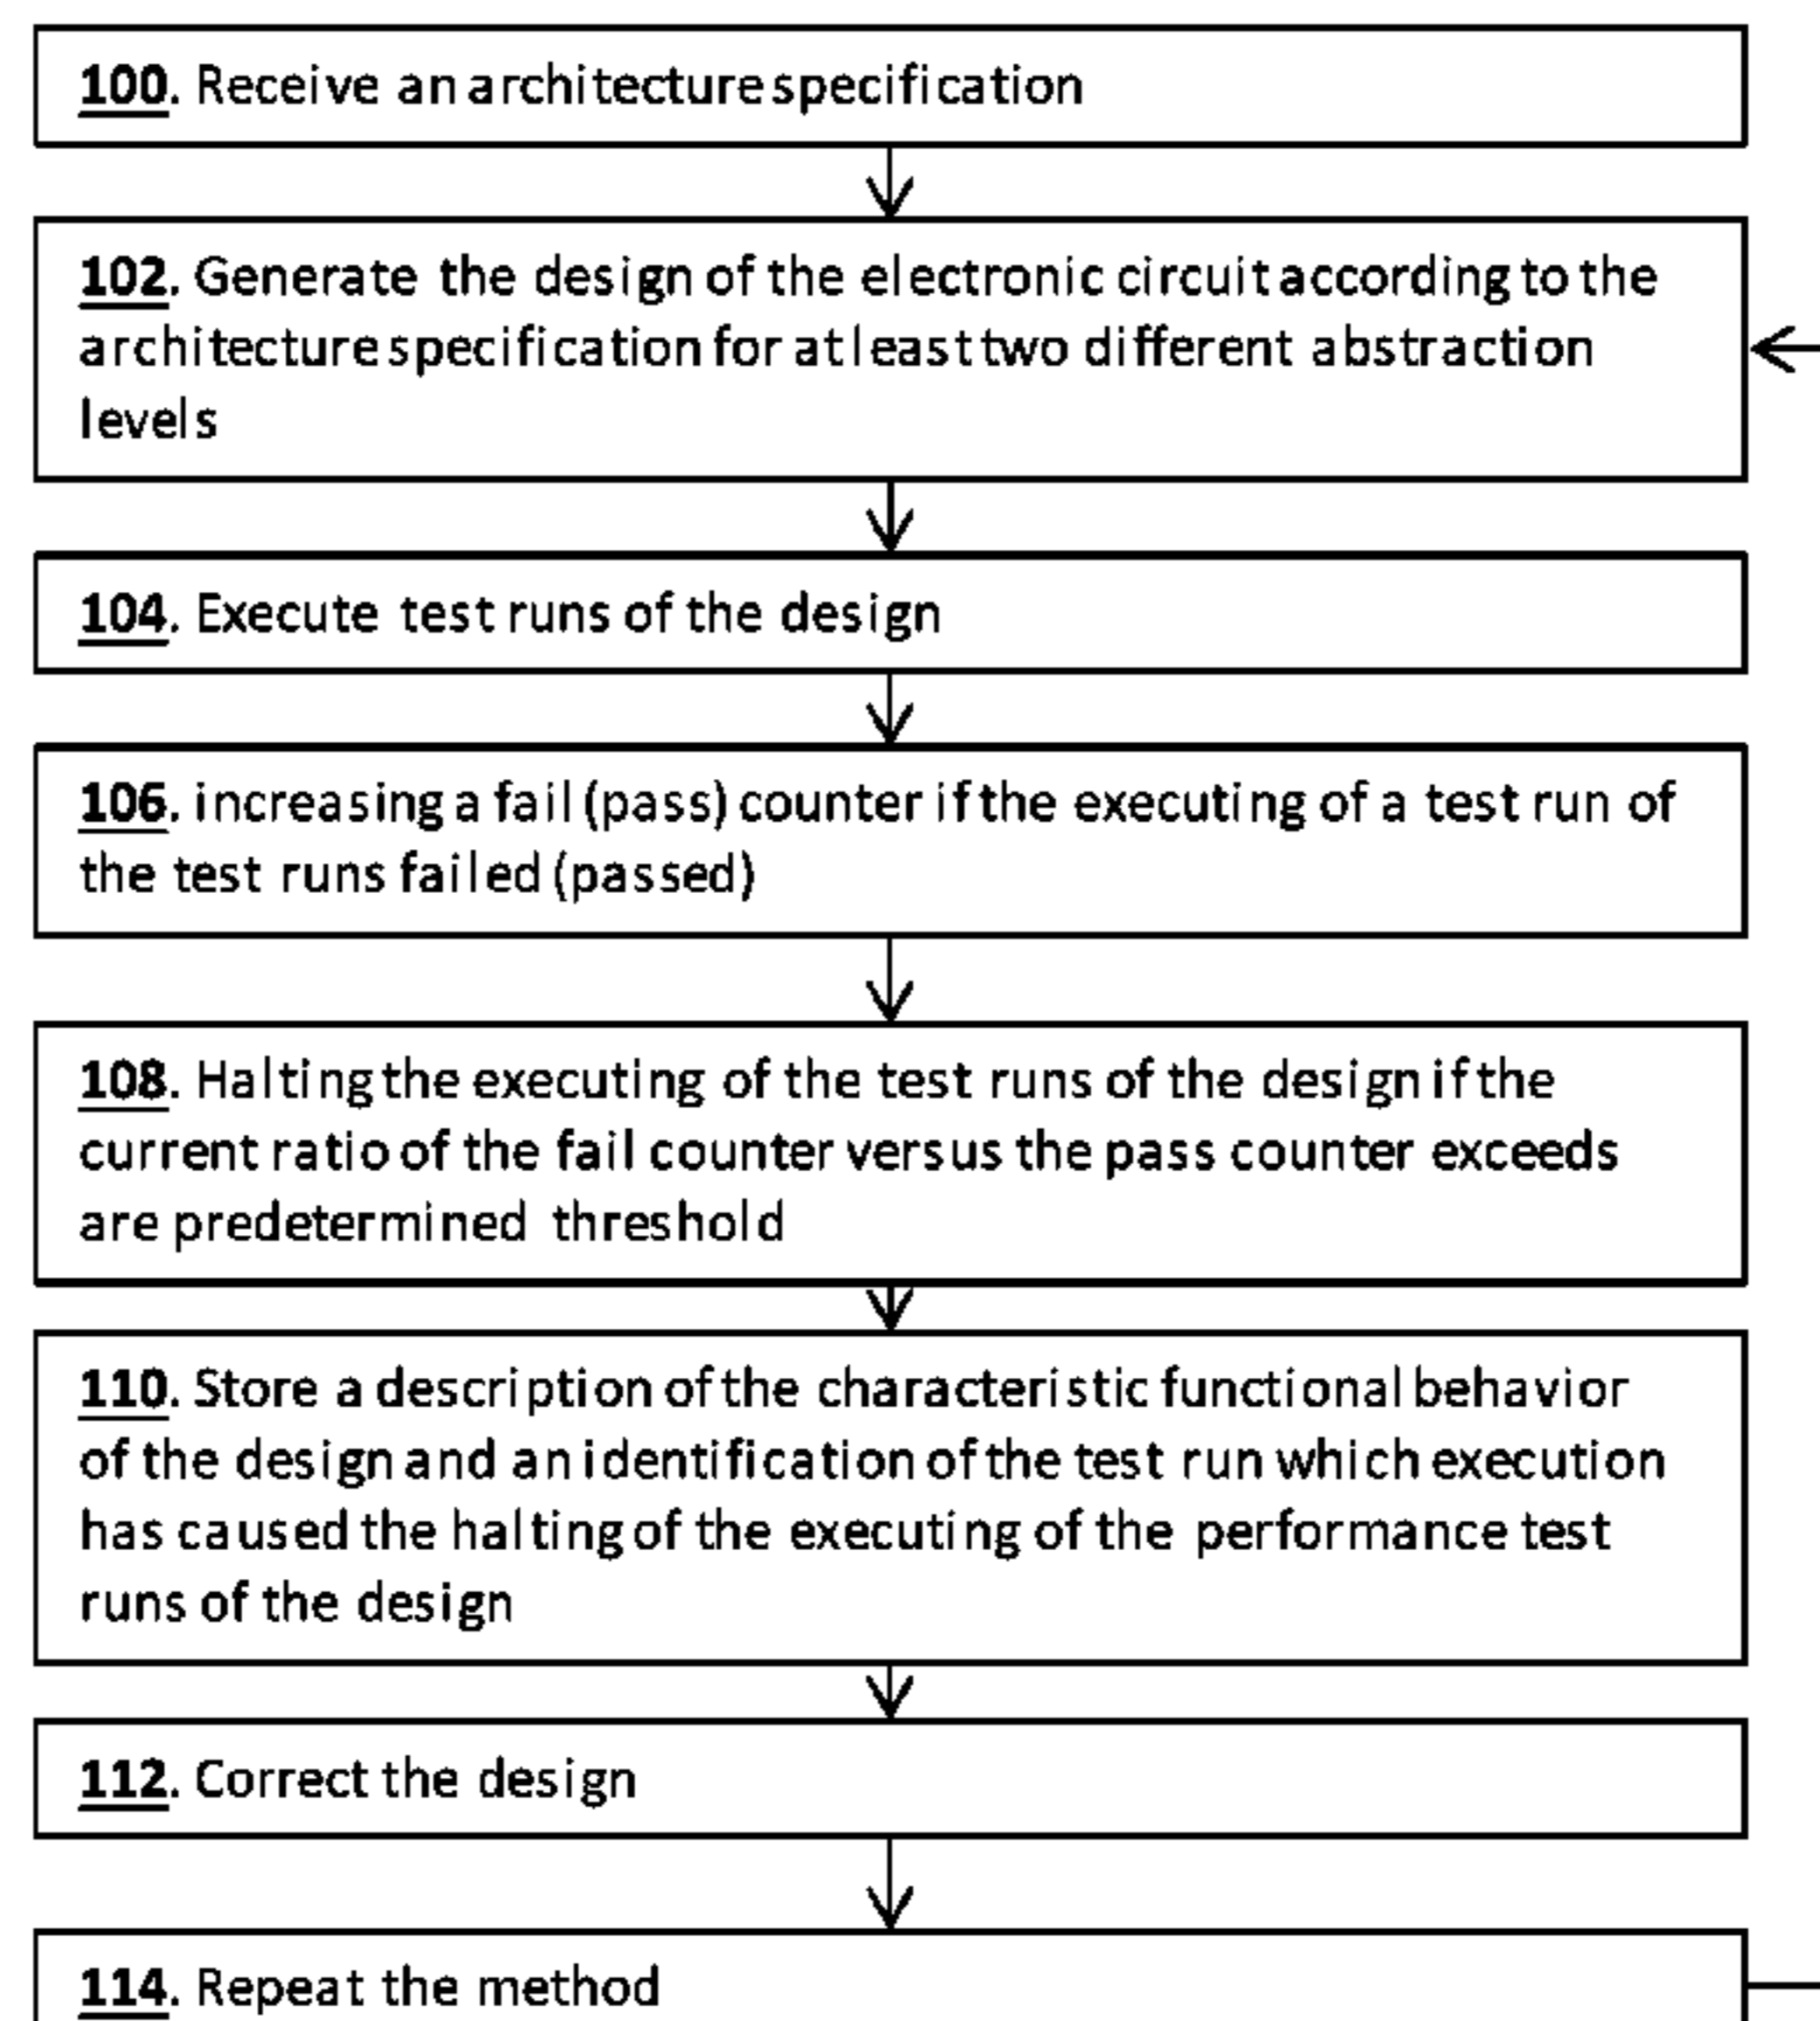 100. Receive an architecture specification
102. Generate the design of the electronic circuit according to the
architecture specification for at least two different abstraction
levels
104. Execute test runs of the design
106. increasing a fail (pass) counter if the executing of a test run of
the test runs failed (passed)
108. Halting the executing of the test runs of the design if the
current ratio of the fail counter versus the pass counter exceeds
are predetermined threshold
110. Store a description of the characteristic functional behavior
of the design and an identification of the test run which execution
has caused the halting of the executing of the performance test
runs of the design
112. Correct the design
114. Repeat the method